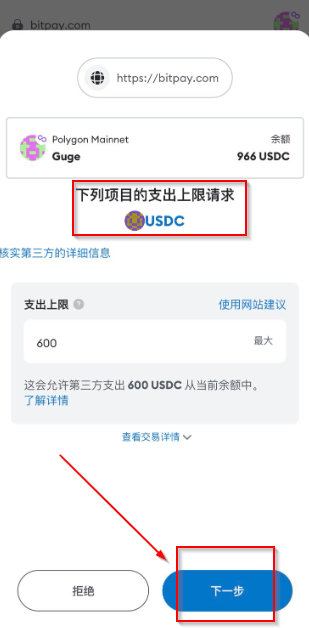 bitpay.com
https://bitpay.com
Polygon Mainnet
余额
Guge
966 USDC
下列项目的支出上限请求
USDC
核实第三方的详细信息
支出上限
使用网站建议
600
最大
这会允许第三方支出 600 USDC 从当前余额中。
了解详情
查看交易详情
拒绝
下一步